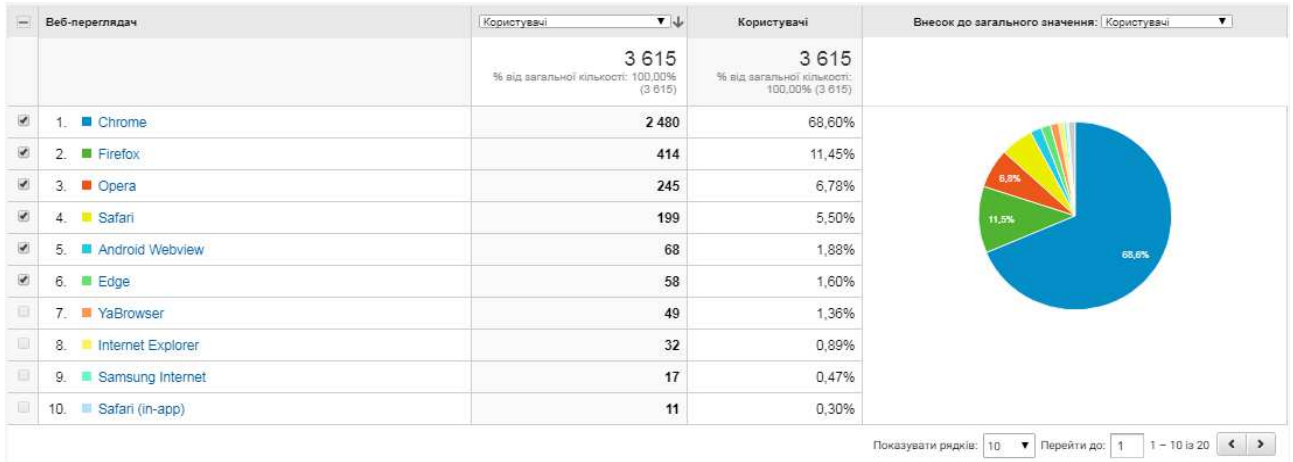 Веб-переглядач Користувачі Користувачі Внесок до загального значення: Користувачі
3 615 3 615
% від загальної кількості: 100,00% % від загальної кількості:
(3 615) 100,00% (3 615)
1. Chrome 2 480 68,60%
2. Firefox 414 11,45%
3. Opera 245 6,78%
4. Safari 199 5,50%
5. Android Webview 68 1,88%
6. Edge 58 1,60%
7. YaBrowser 49 1,36%
8. Internet Explorer 32 0,89%
9. Samsung Internet 17 0,47%
10. Safari (in-app) 11 0,30%
6,8%
11,5%
68,6%
Показувати рядків: 10 Перейти до: 1 1 – 10 із 20